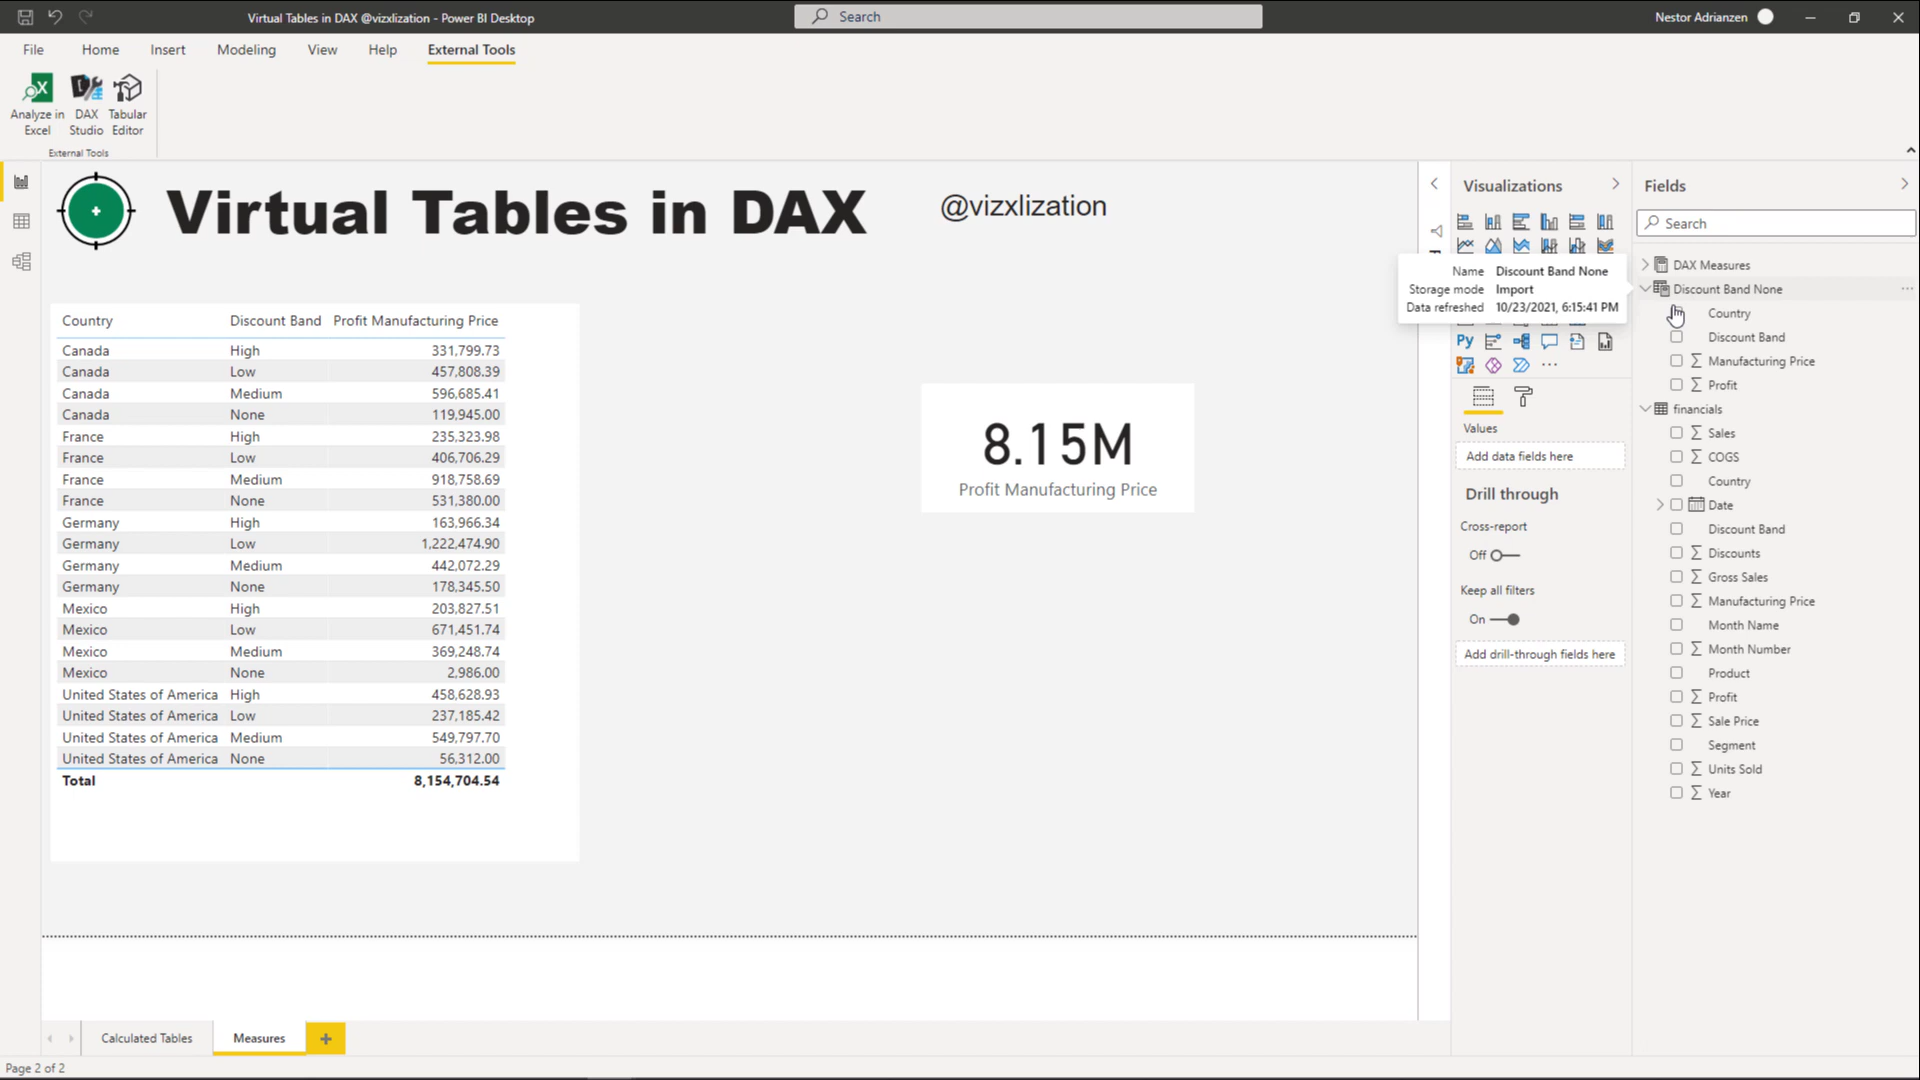 Virtual Tables in DAX @vizxlization - Power BI Desktop
Search
Nestor Adrianzen
File
Home
Insert
Modeling
View
Help
External Tools
Analyze in Excel
DAX Studio
Tabular Editor
External Tools
Virtual Tables in DAX
@vizxlization
Country Discount Band Profit Manufacturing Price
Canada High 331,799.73
Canada Low 457,808.39
Canada Medium 596,685.41
Canada None 119,945.00
France High 235,323.98
France Low 406,706.29
France Medium 918,758.69
France None 531,380.00
Germany High 163,966.34
Germany Low 1,222,474.90
Germany Medium 442,072.29
Germany None 178,345.50
Mexico High 203,827.51
Mexico Low 671,451.74
Mexico Medium 369,248.74
Mexico None 2,986.00
United States of America High 458,628.93
United States of America Low 237,185.42
United States of America Medium 549,797.70
United States of America None 56,312.00
Total 8,154,704.54
8.15M
Profit Manufacturing Price
Visualizations
Name Discount Band None
Storage mode Import
Data refreshed 10/23/2021, 6:15:41 PM
Py
Values
Add data fields here
Drill through
Cross-report
Off
Keep all filters
On
Add drill-through fields here
Fields
Search
DAX Measures
Discount Band None
Country
Discount Band
Manufacturing Price
Profit
financials
Sales
COGS
Country
Date
Discount Band
Discounts
Gross Sales
Manufacturing Price
Month Name
Month Number
Product
Profit
Sale Price
Segment
Units Sold
Year
Calculated Tables
Measures
Page 2 of 2